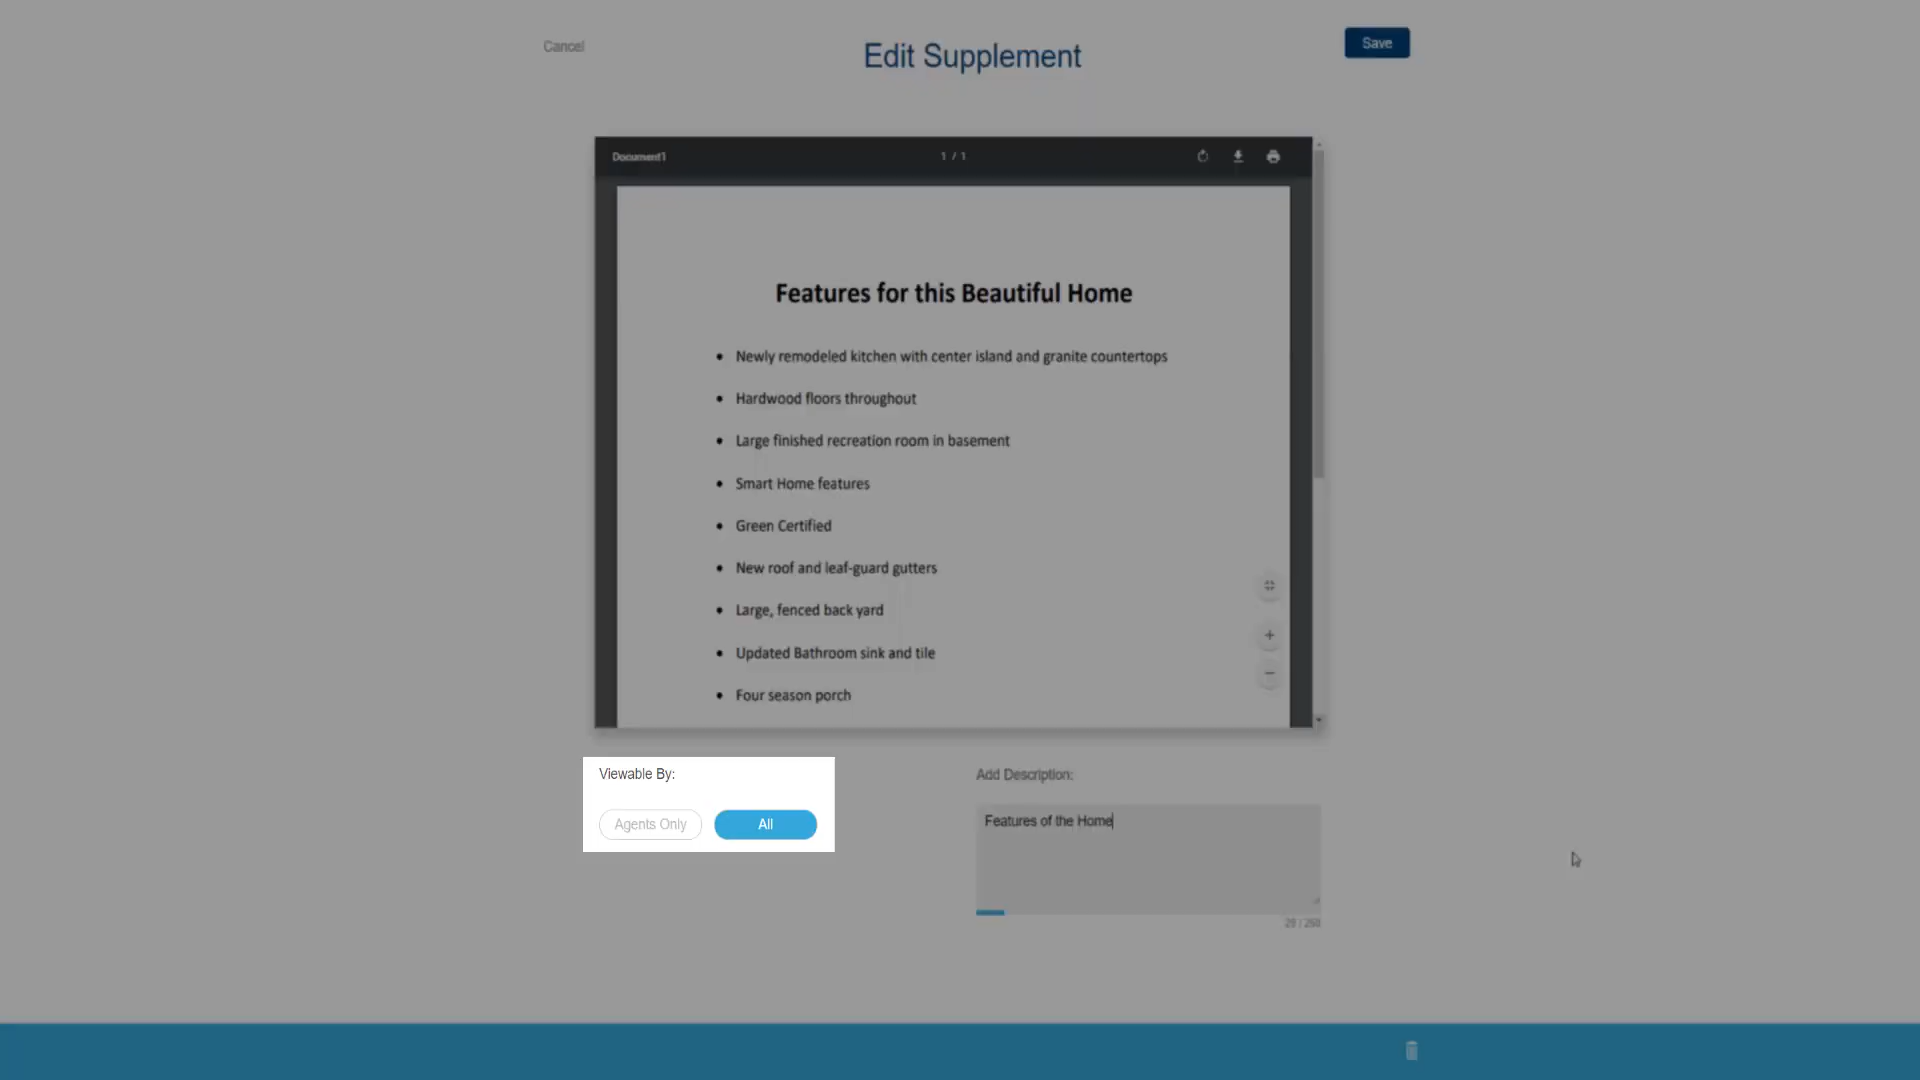 Cancel
Edit Supplement
Save
Document1
1 / 1
Features for this Beautiful Home
• Newly remodeled kitchen with center island and granite countertops
• Hardwood floors throughout
• Large finished recreation room in basement
• Smart Home features
• Green Certified
• New roof and leaf-guard gutters
• Large, fenced back yard
• Updated Bathroom sink and tile
• Four season porch
Viewable By:
Agents Only
All
Add Description:
Features of the Home